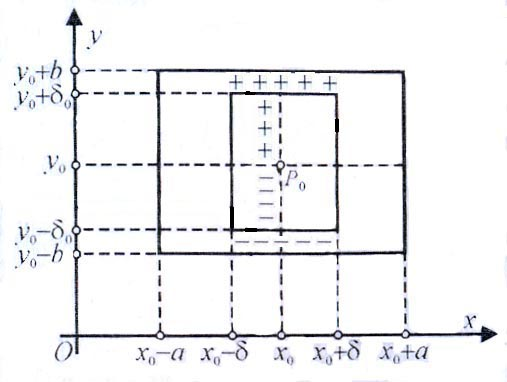 y
y₀+b
+ + + + +
y₀+δ₀
+
+
+
y₀
P₀
−
−
−
−
y₀−δ₀
− − − − − −
y₀−b
x
O x₀−a x₀−δ x₀ x₀+δ x₀+a